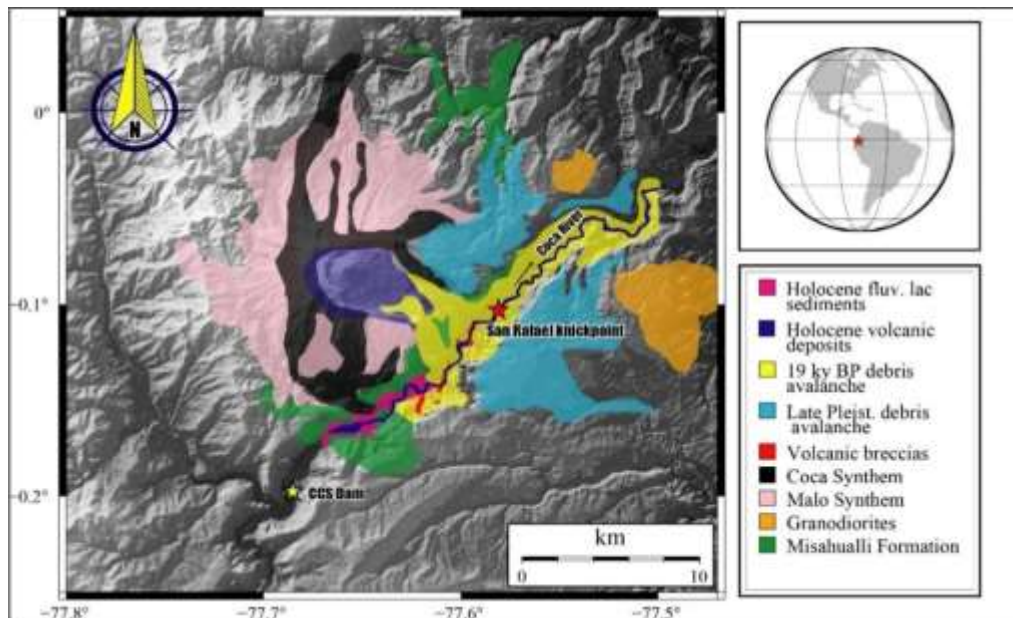 N
0°
−0.1°
−0.2°
−77.8°
−77.7°
−77.6°
−77.5°
Coca River
San Rafael knickpoint
CCS Dam
km
0 10
Holocene fluv. lac
sediments
Holocene volcanic
deposits
19 ky BP debris
avalanche
Late Pleist. debris
avalanche
Volcanic breccias
Coca Synthem
Malo Synthem
Granodiorites
Misahualli Formation